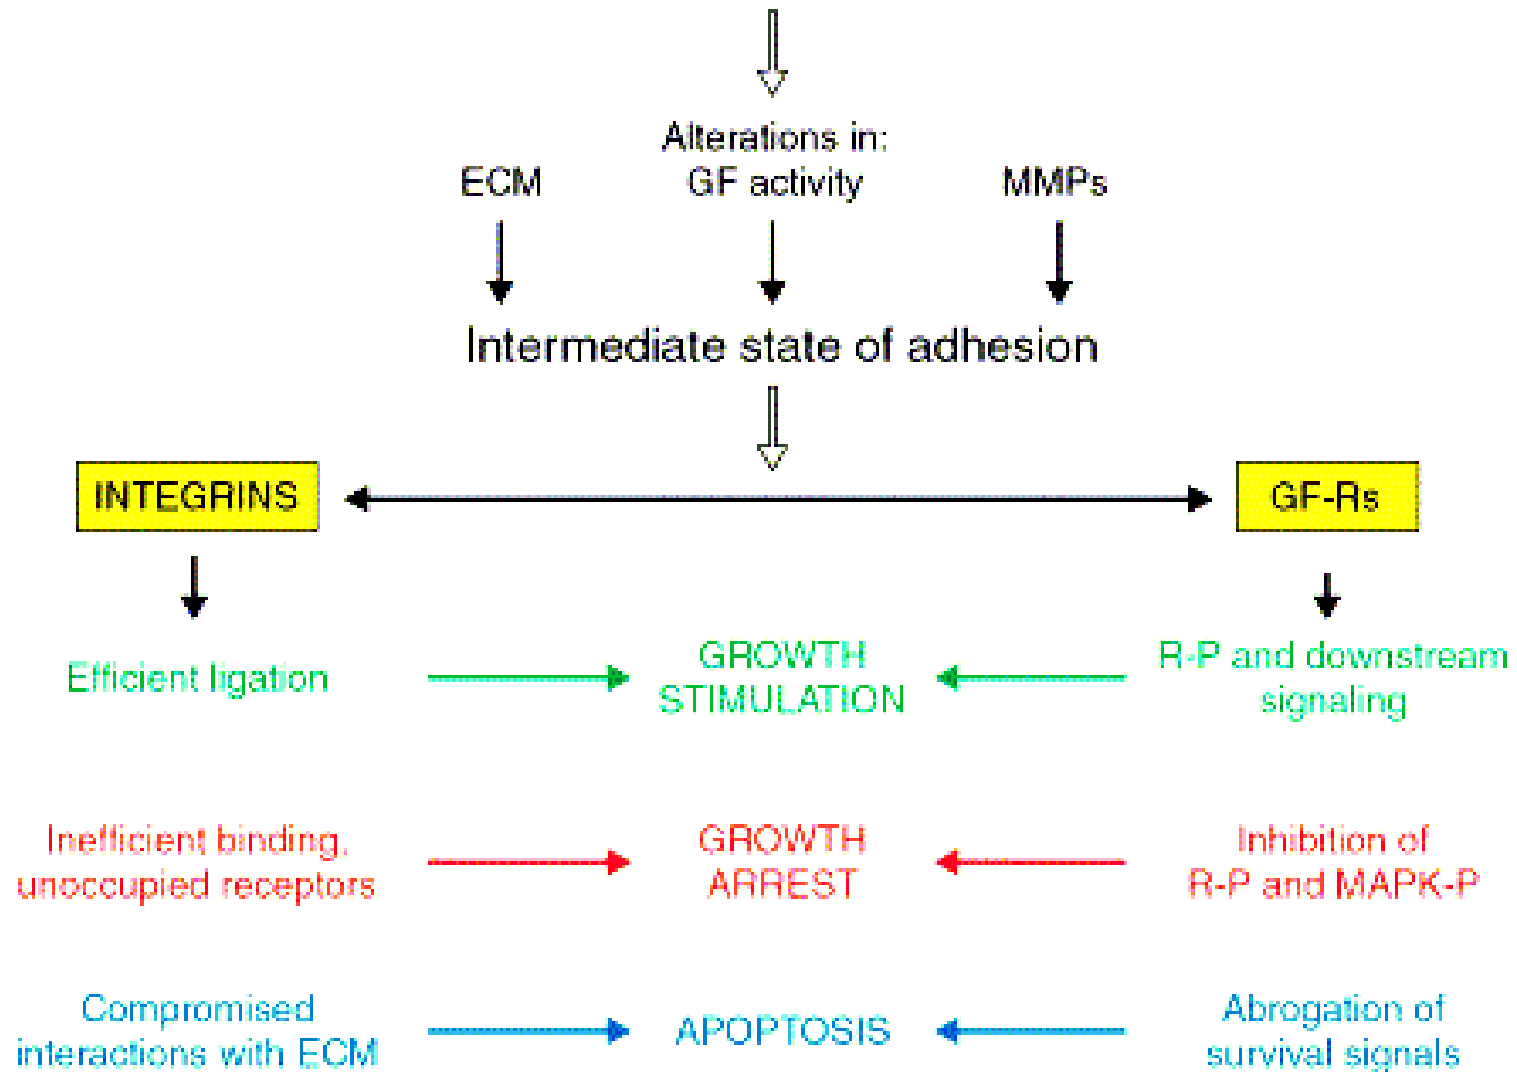 Alterations in:
ECM
GF activity
MMPs
Intermediate state of adhesion
INTEGRINS
GF-Rs
Efficient ligation
GROWTH
STIMULATION
R-P and downstream
signaling
Inefficient binding,
unoccupied receptors
GROWTH
ARREST
Inhibition of
R-P and MAPK-P
Compromised
interactions with ECM
APOPTOSIS
Abrogation of
survival signals